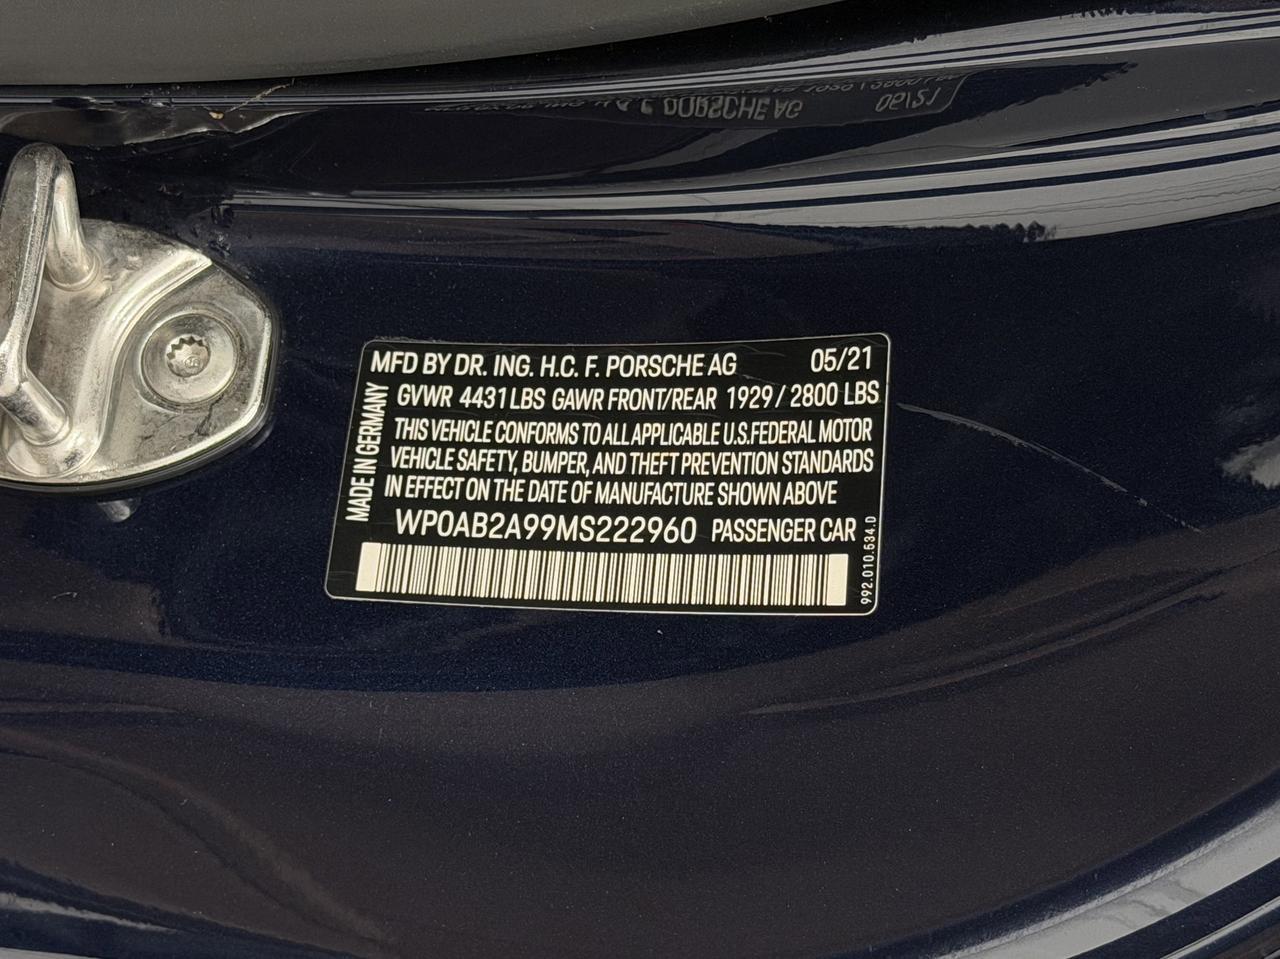 MFD BY DR. ING. H.C. F. PORSCHE AG 05/21
GVWR 4431 LBS GAWR FRONT/REAR 1929 / 2800 LBS
MADE IN GERMANY
THIS VEHICLE CONFORMS TO ALL APPLICABLE U.S. FEDERAL MOTOR
VEHICLE SAFETY, BUMPER, AND THEFT PREVENTION STANDARDS
IN EFFECT ON THE DATE OF MANUFACTURE SHOWN ABOVE
WP0AB2A99MS222960 PASSENGER CAR
992.010.634.D